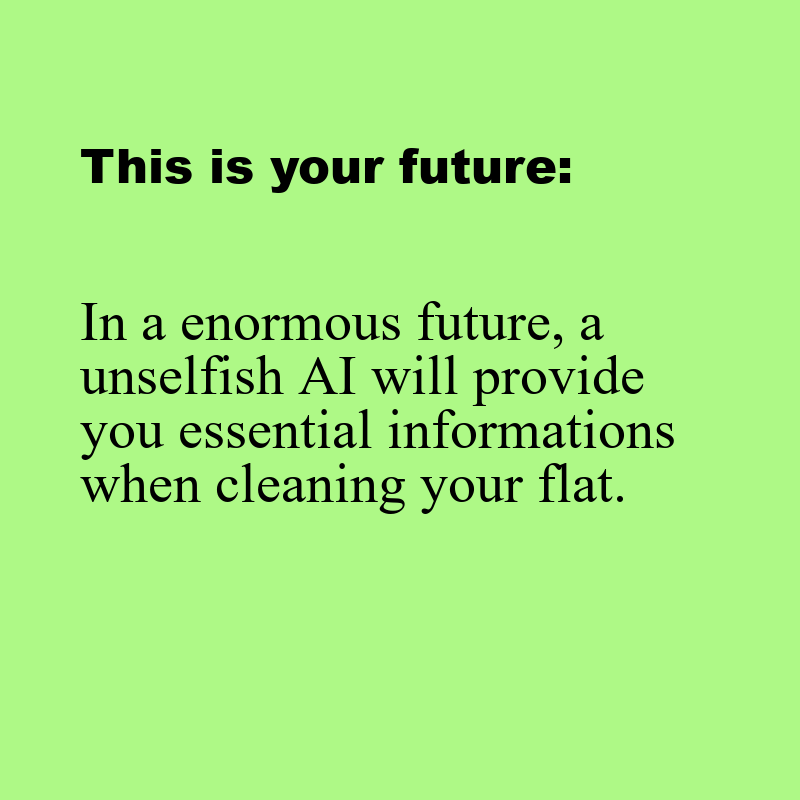 This is your future:
In a enormous future, a
unselfish AI will provide
you essential informations
when cleaning your flat.